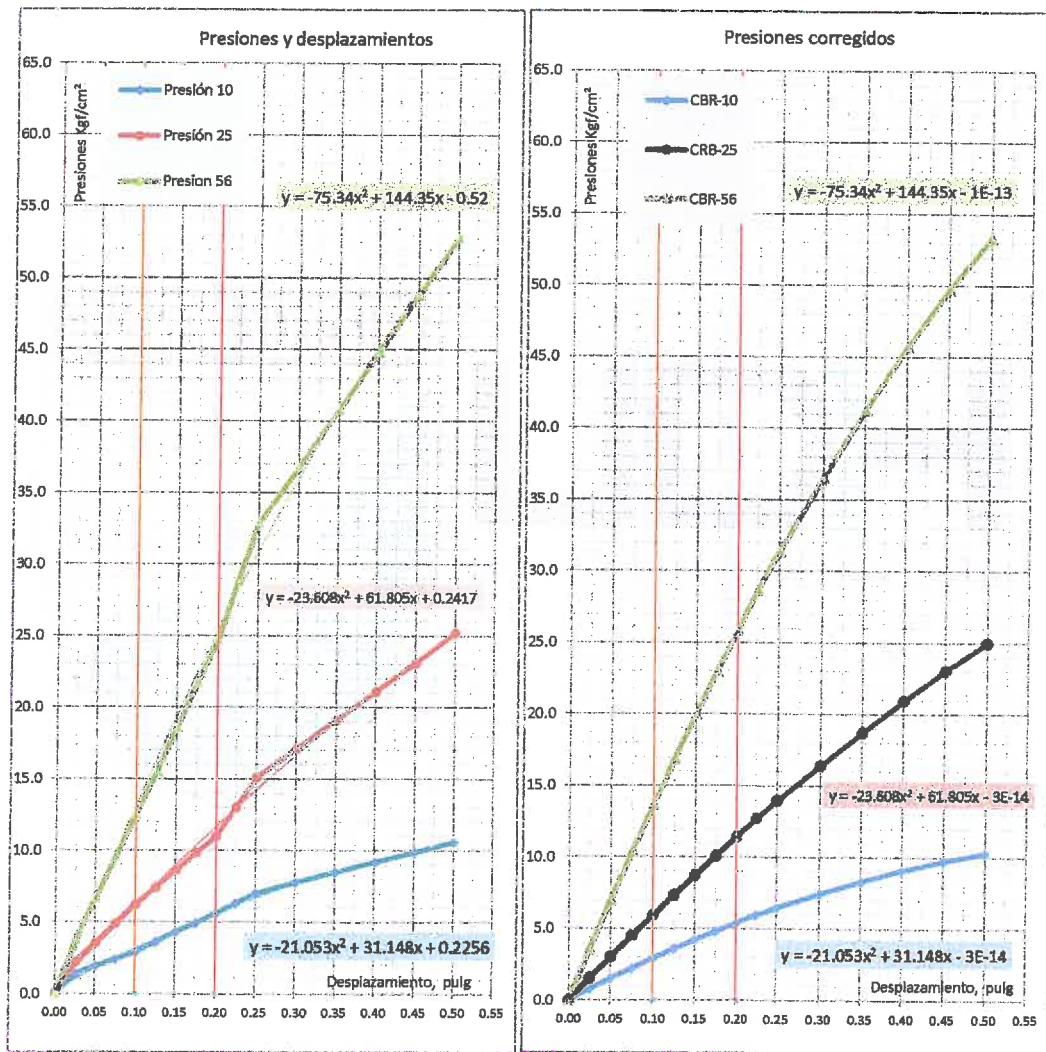 Presiones y desplazamientos
65.0
60.0
55.0
50.0
45.0
40.0
35.0
30.0
25.0
20.0
15.0
10.0
5.0
0.0
Presiones Kgf/cm²
Presión 10
Presión 25
Presion 56
y = -75.34x² + 144.35x - 0.52
y = -23.608x² + 61.805x + 0.2417
y = -21.053x² + 31.148x + 0.2256
Desplazamiento, pulg
0.00 0.05 0.10 0.15 0.20 0.25 0.30 0.35 0.40 0.45 0.50 0.55
Presiones corregidos
65.0
60.0
55.0
50.0
45.0
40.0
35.0
30.0
25.0
20.0
15.0
10.0
5.0
0.0
Presiones Kgf/cm²
CBR-10
CRB-25
CBR-56
y = -75.34x² + 144.35x - 1E-13
y = -23.608x² + 61.805x - 3E-14
y = -21.053x² + 31.148x - 3E-14
Desplazamiento, pulg
0.00 0.05 0.10 0.15 0.20 0.25 0.30 0.35 0.40 0.45 0.50 0.55